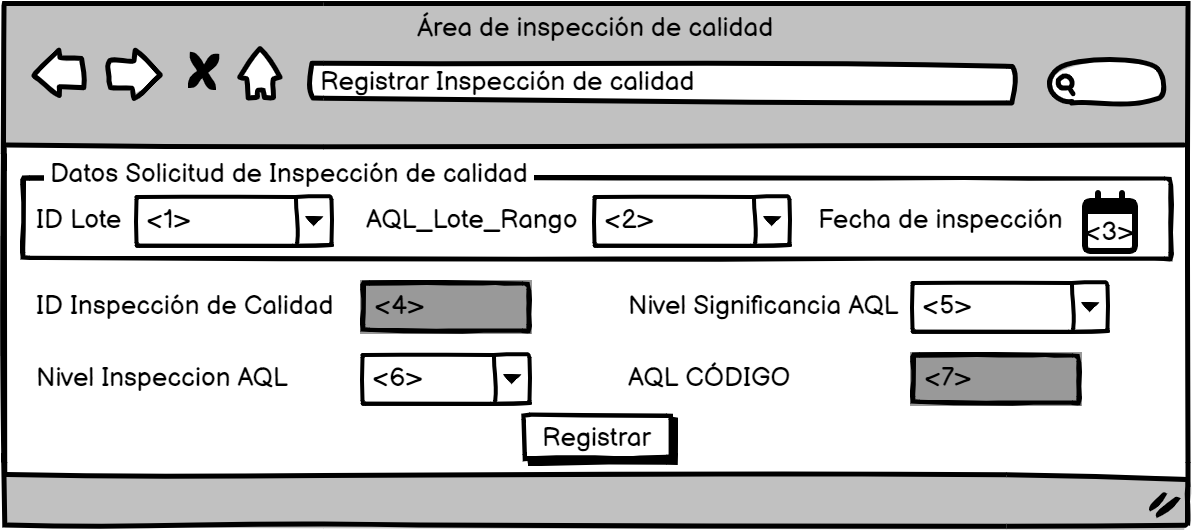 Área de inspección de calidad
Registrar Inspección de calidad
Datos Solicitud de Inspección de calidad
ID Lote <1> AQL_Lote_Rango <2> Fecha de inspección <3>
ID Inspección de Calidad <4> Nivel Significancia AQL <5>
Nivel Inspeccion AQL <6> AQL CÓDIGO <7>
Registrar